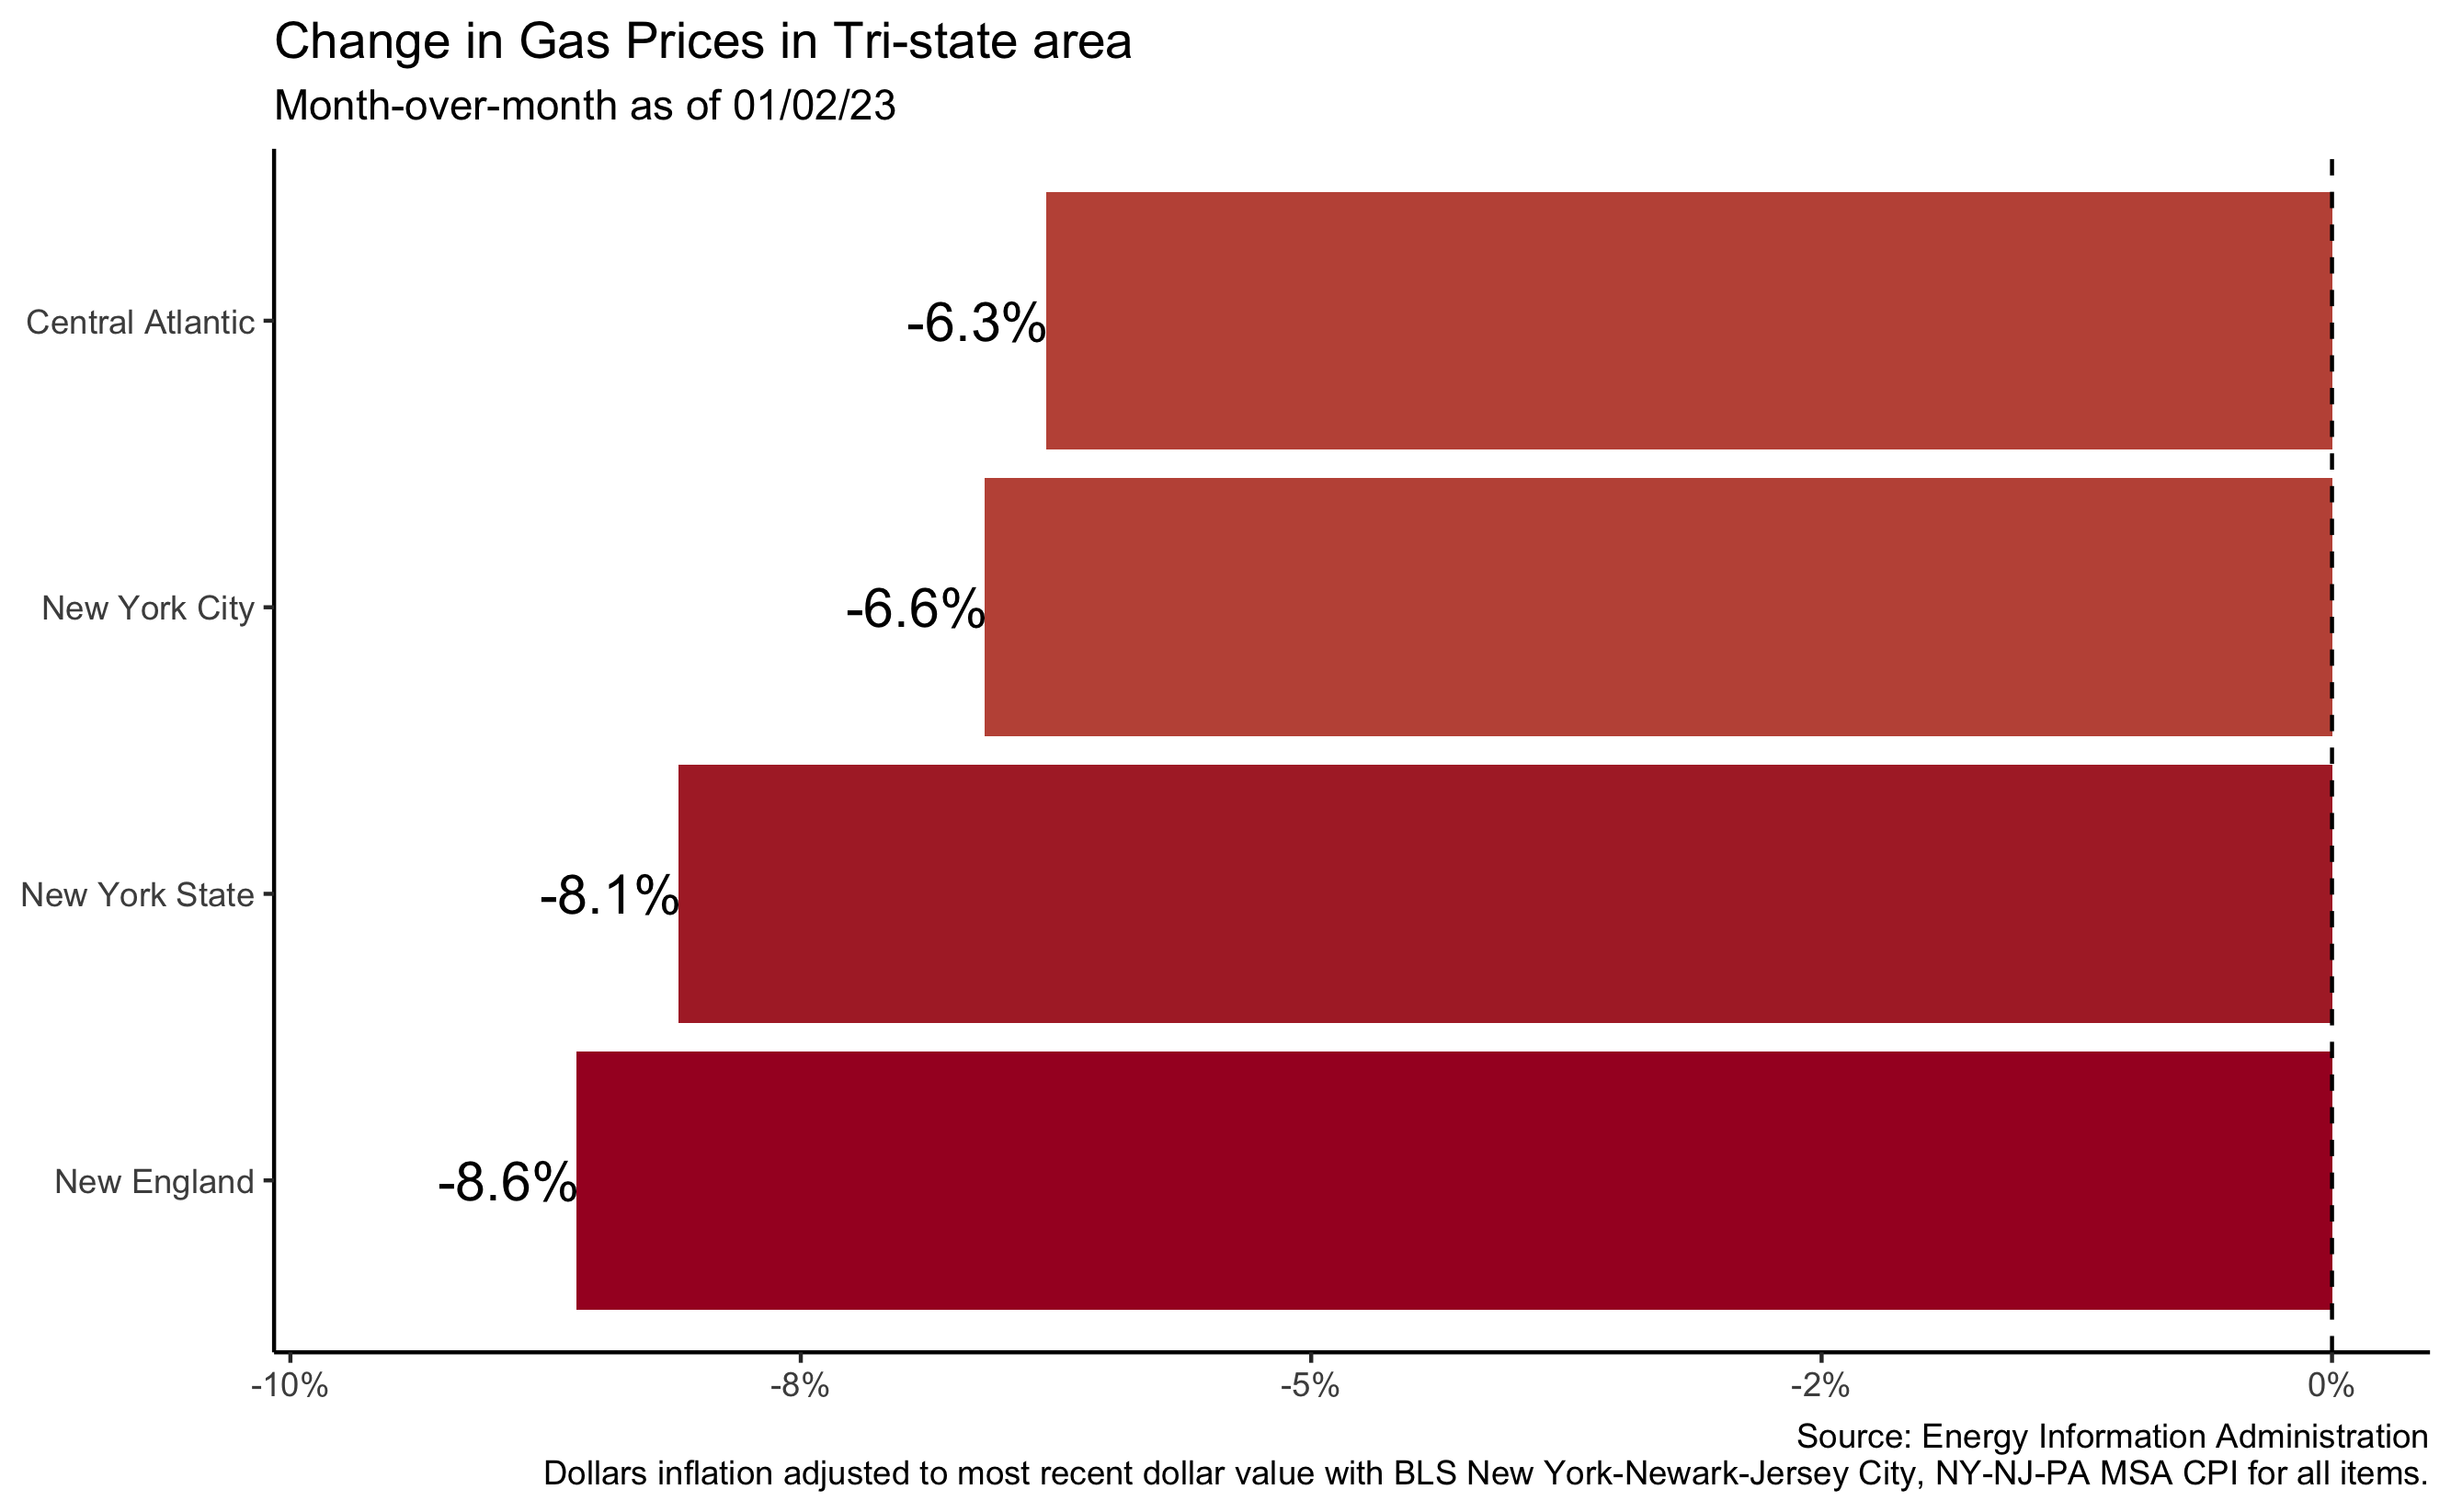 Change in Gas Prices in Tri-state area
Month-over-month as of 01/02/23
Central Atlantic
-6.3%
New York City
-6.6%
New York State
-8.1%
New England
-8.6%
-10%
-8%
-5%
-2%
0%
Source: Energy Information Administration
Dollars inflation adjusted to most recent dollar value with BLS New York-Newark-Jersey City, NY-NJ-PA MSA CPI for all items.